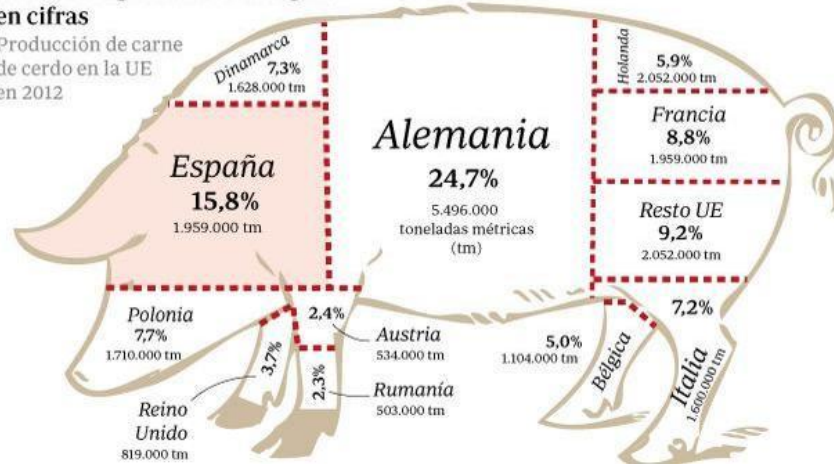 en cifras
Producción de carne
de cerdo en la UE
en 2012
Dinamarca
7,3%
1.628.000 tm
España
15,8%
1.959.000 tm
Alemania
24,7%
5.496.000
toneladas métricas
(tm)
Holanda
5,9%
2.052.000 tm
Francia
8,8%
1.959.000 tm
Resto UE
9,2%
2.052.000 tm
Polonia
7,7%
1.710.000 tm
3,7%
Reino
Unido
819.000 tm
2,4%
Austria
534.000 tm
2,3%
Rumanía
503.000 tm
5,0%
1.104.000 tm
Bélgica
7,2%
Italia
1.600.000 tm